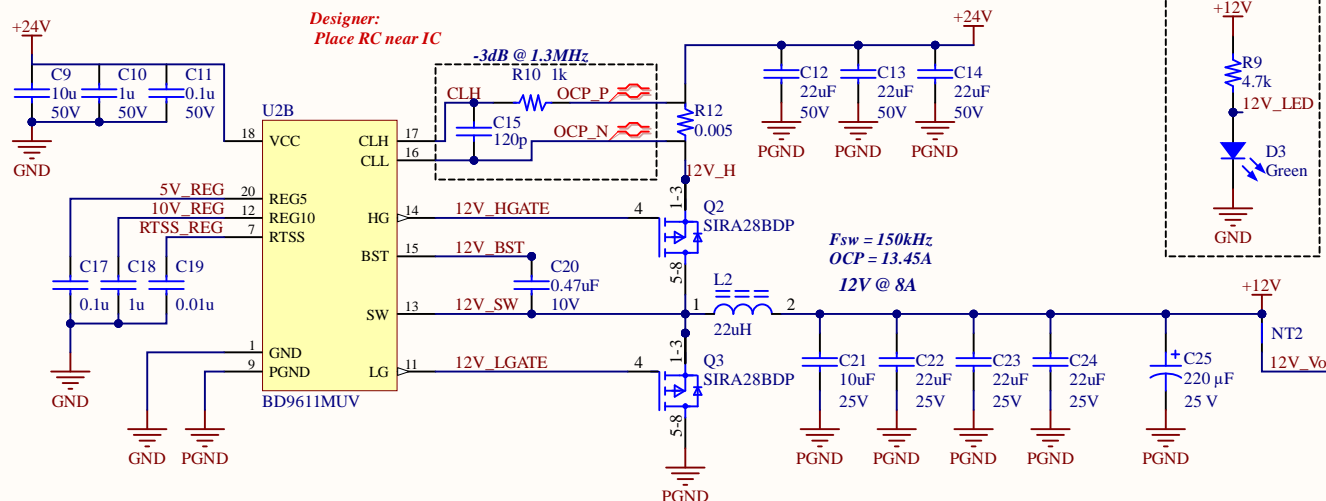 Designer:
Place RC near IC
+24V
C9
10u
50V
C10
1u
50V
C11
0.1u
50V
GND
-3dB @ 1.3MHz
R10 1k
CLH
OCP_P
C15
120p
OCP_N
R12
0.005
12V_H
+24V
C12
22uF
50V
C13
22uF
50V
C14
22uF
50V
PGND
PGND
PGND
+12V
R9
4.7k
12V_LED
D3
Green
GND
U2B
18
VCC
20
REG5
12
REG10
7
RTSS
1
GND
9
PGND
CLH
17
CLL
16
HG
14
BST
15
SW
13
LG
11
BD9611MUV
5V_REG
10V_REG
RTSS_REG
C17
0.1u
C18
1u
C19
0.01u
GND
GND
PGND
12V_HGATE
4
1-3
Q2
SIRA28BDP
5-8
12V_BST
C20
0.47uF
10V
12V_SW
12V_LGATE
4
1-3
Q3
SIRA28BDP
5-8
PGND
Fsw = 150kHz
OCP = 13.45A
12V @ 8A
L2
1
2
22uH
C21
10uF
25V
C22
22uF
25V
C23
22uF
25V
C24
22uF
25V
C25
220 µF
25 V
+
PGND
PGND
PGND
PGND
PGND
+12V
NT2
12V_Vo